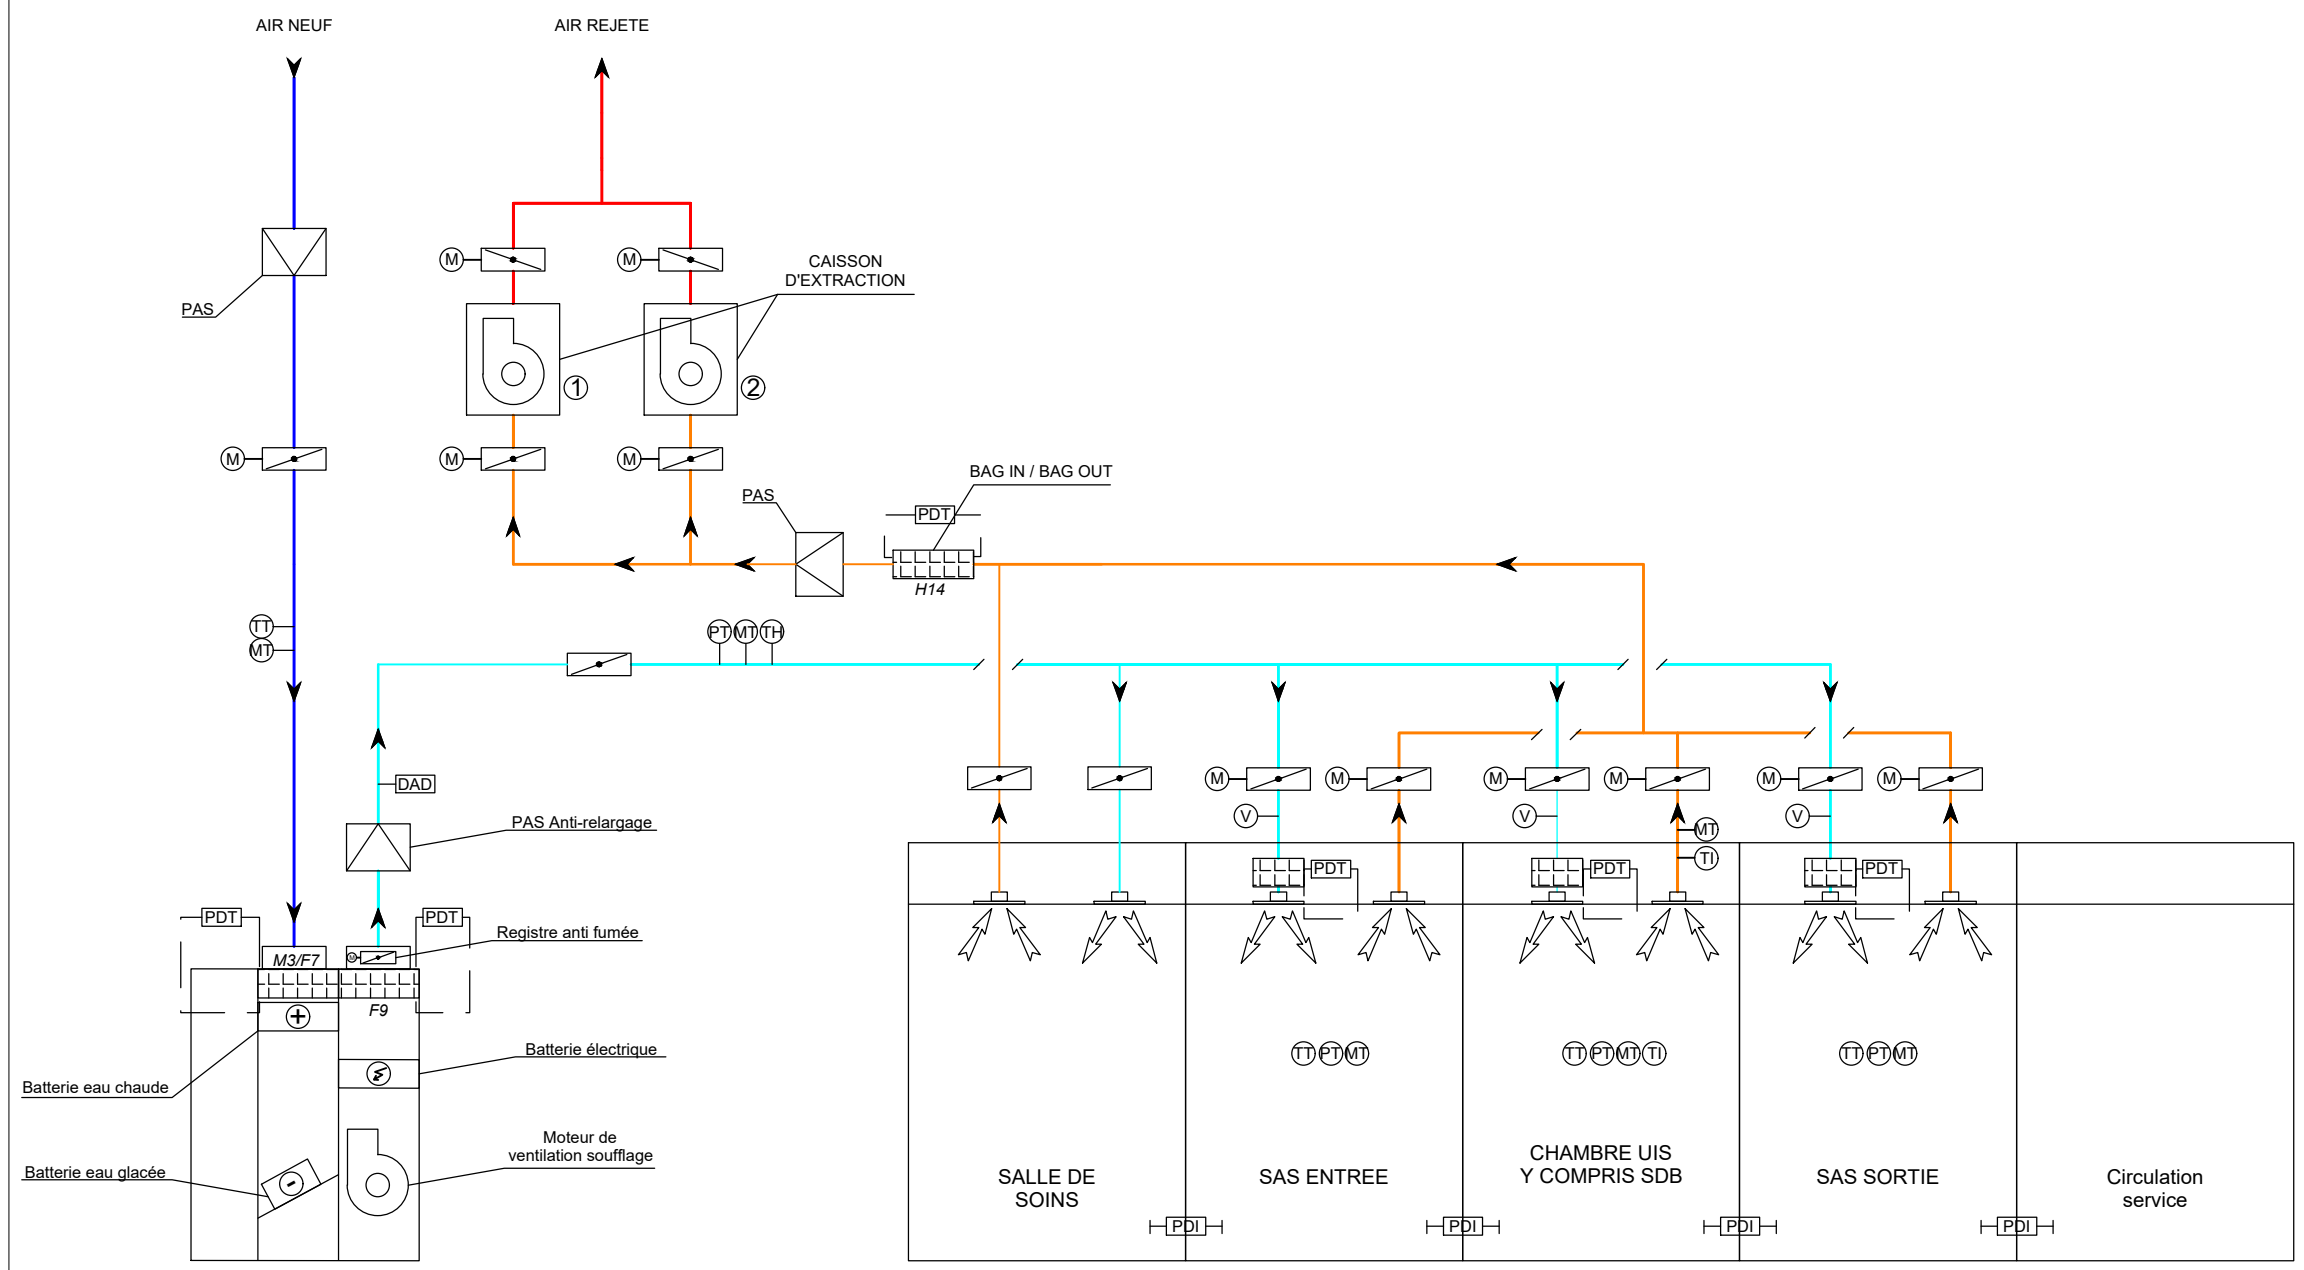 AIR NEUF
AIR REJETE
CAISSON
D'EXTRACTION
M
M
PAS
1
2
M
M
M
BAG IN / BAG OUT
PAS
PDT
H14
TT
MT
PT MT TH
DAD
M M M M M M
V V V
PAS Anti-relargage
MT
TI
PDT PDT PDT
PDT PDT
Registre anti fumée
M3/F7
M
F9
Batterie électrique
TT PT MT
TT PT MT TI
TT PT MT
Batterie eau chaude
Moteur de
ventilation soufflage
Batterie eau glacée
SALLE DE
SOINS
SAS ENTREE
CHAMBRE UIS
Y COMPRIS SDB
SAS SORTIE
Circulation
service
PDI PDI PDI PDI